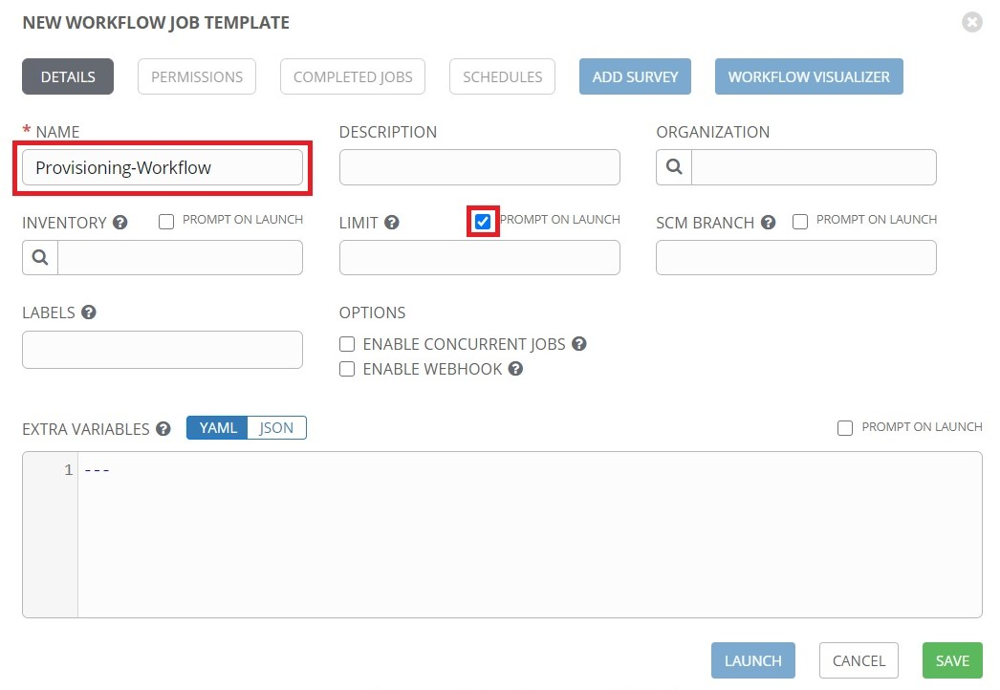 NEW WORKFLOW JOB TEMPLATE
DETAILS PERMISSIONS COMPLETED JOBS SCHEDULES ADD SURVEY WORKFLOW VISUALIZER
* NAME DESCRIPTION ORGANIZATION
Provisioning-Workflow
INVENTORY ? PROMPT ON LAUNCH LIMIT ? PROMPT ON LAUNCH SCM BRANCH ? PROMPT ON LAUNCH
LABELS ? OPTIONS
ENABLE CONCURRENT JOBS ?
ENABLE WEBHOOK ?
EXTRA VARIABLES ? YAML JSON PROMPT ON LAUNCH
1 ---
LAUNCH CANCEL SAVE